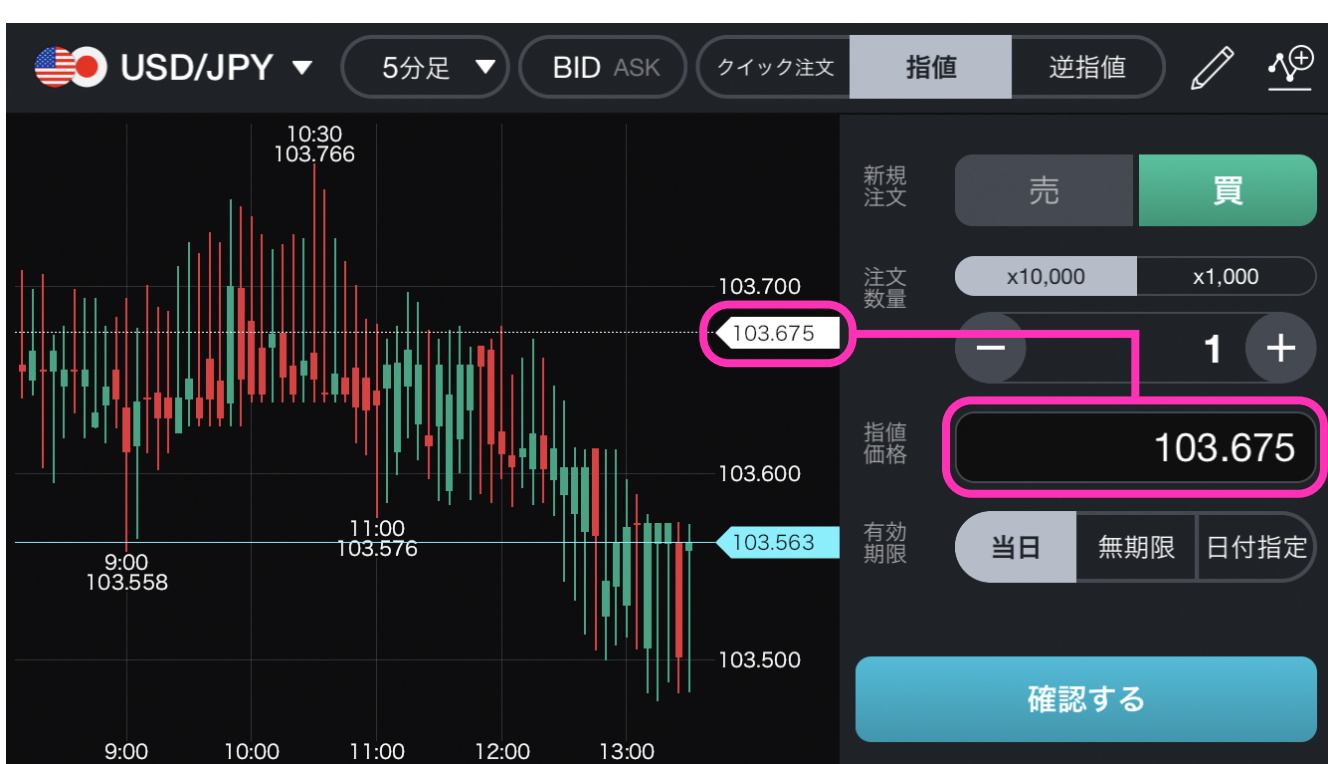 USD/JPY ▼ 5分足 ▼ BID ASK クイック注文 指値 逆指値
10:30
103.766
103.700
103.675
103.600
11:00
103.576
103.563
9:00
103.558
103.500
9:00 10:00 11:00 12:00 13:00
新規
注文
売 買
注文
数量
x10,000 x1,000
− 1 +
指値
価格
103.675
有効
期限
当日 無期限 日付指定
確認する